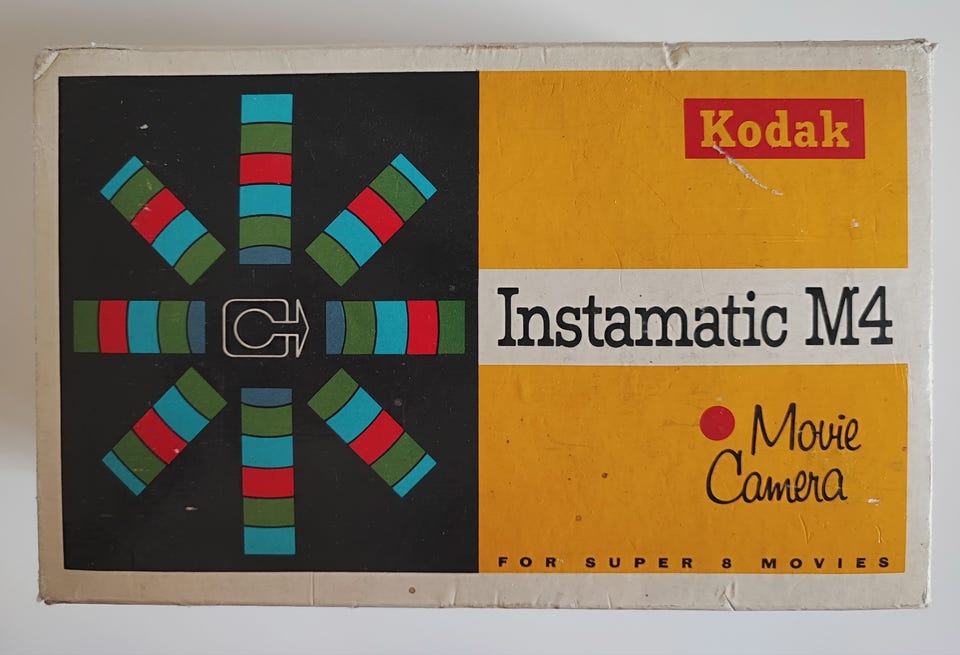 Kodak
Instamatic M4
Movie
Camera
FOR SUPER 8 MOVIES